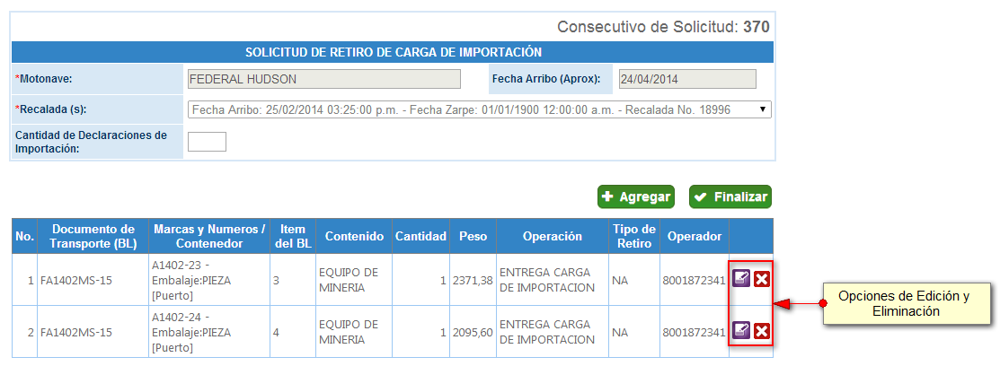 Consecutivo de Solicitud: 370
SOLICITUD DE RETIRO DE CARGA DE IMPORTACIÓN
*Motonave: FEDERAL HUDSON Fecha Arribo (Aprox): 24/04/2014
*Recalada (s): Fecha Arribo: 25/02/2014 03:25:00 p.m. - Fecha Zarpe: 01/01/1900 12:00:00 a.m. - Recalada No. 18996
Cantidad de Declaraciones de
Importación:
Agregar Finalizar
No. Documento de Transporte (BL) Marcas y Numeros / Contenedor Item del BL Contenido Cantidad Peso Operación Tipo de Retiro Operador
1 FA1402MS-15 A1402-23 - Embalaje:PIEZA [Puerto] 3 EQUIPO DE MINERIA 1 2371,38 ENTREGA CARGA DE IMPORTACION NA 8001872341
2 FA1402MS-15 A1402-24 - Embalaje:PIEZA [Puerto] 4 EQUIPO DE MINERIA 1 2095,60 ENTREGA CARGA DE IMPORTACION NA 8001872341
Opciones de Edición y
Eliminación